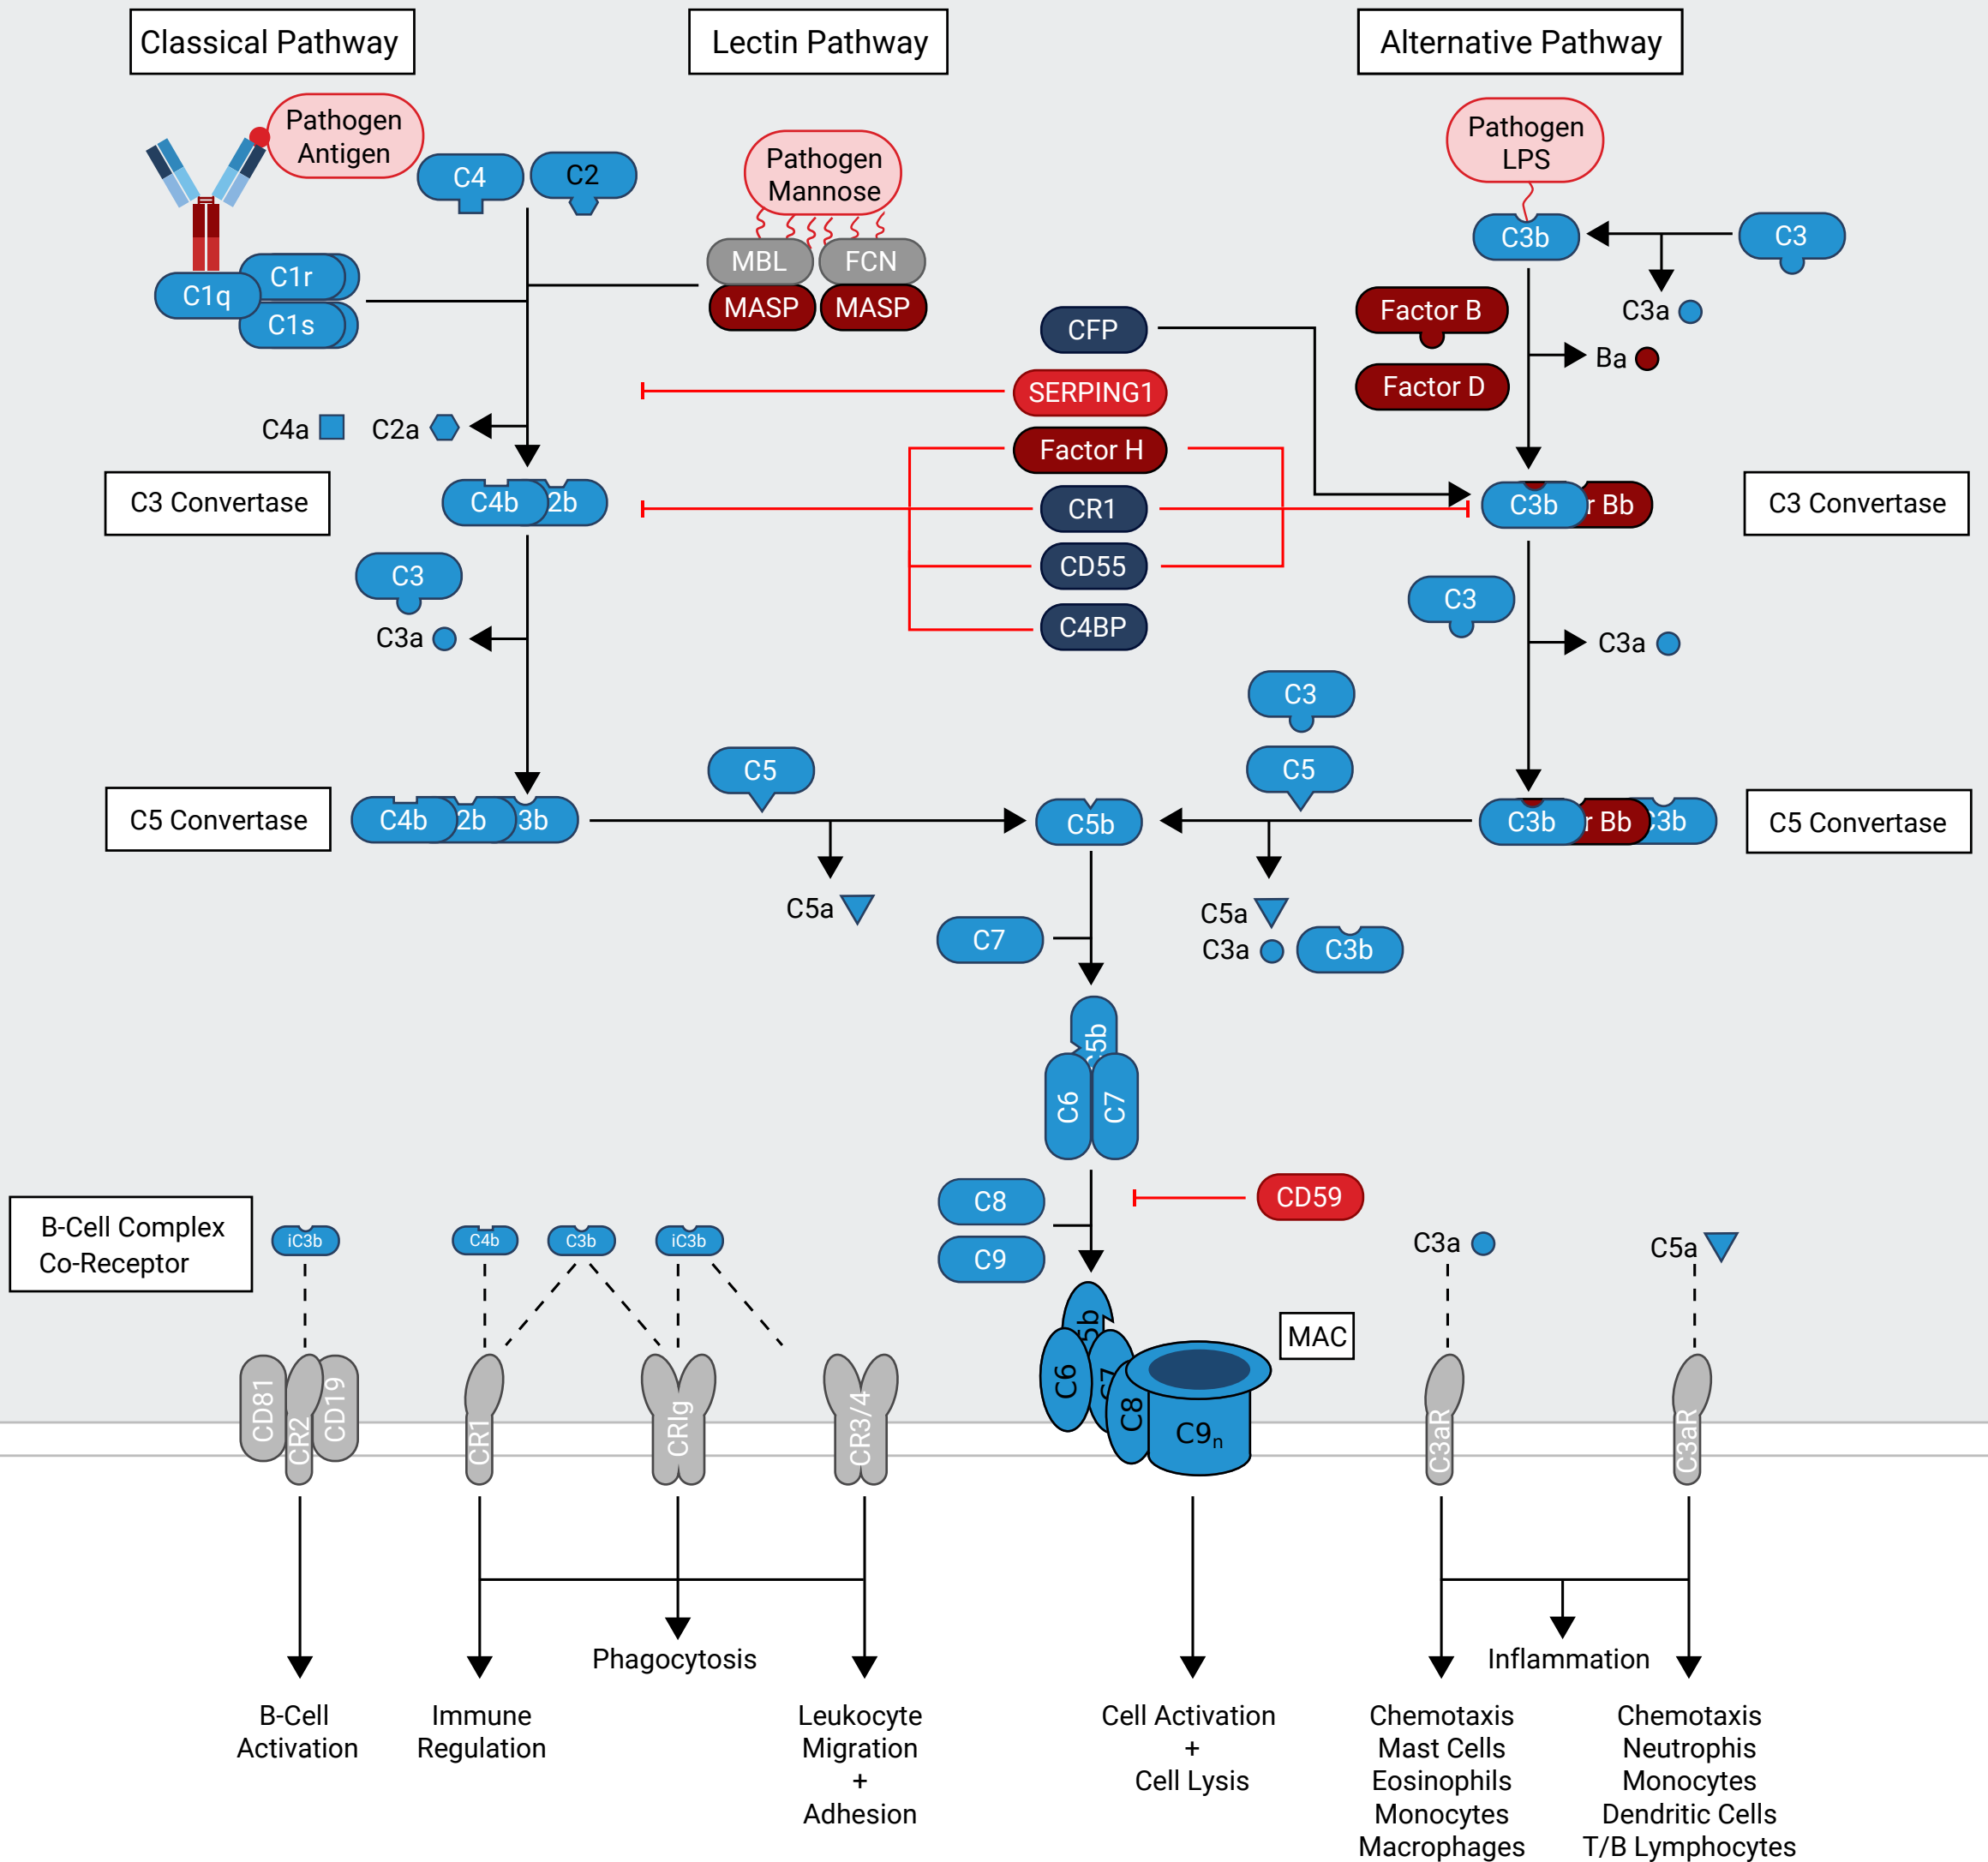 Classical Pathway
Lectin Pathway
Alternative Pathway
Pathogen
Antigen
C4
C2
Pathogen
Mannose
Pathogen
LPS
C3b
C3
C1q
C1r
C1s
MBL
FCN
MASP
MASP
C3a
CFP
Factor B
Ba
SERPING1
Factor D
C4a
C2a
Factor H
C3 Convertase
C4b
2b
CR1
C3b
r Bb
C3 Convertase
C3
CD55
C3
C3a
C4BP
C3a
C3
C5
C5
C5 Convertase
C4b
2b
3b
C5b
C3b
r Bb
C3b
C5 Convertase
C5a
C5a
C7
C3a
C3b
5b
C6
C7
C8
CD59
C9
B-Cell Complex
Co-Receptor
iC3b
C4b
C3b
iC3b
C3a
C5a
5b
MAC
C6
C7
C8
C9n
CD81
CR2
CD19
CR1
CRIg
CR3/4
C3aR
C3aR
Phagocytosis
Inflammation
B-Cell
Activation
Immune
Regulation
Leukocyte
Migration
+
Adhesion
Cell Activation
+
Cell Lysis
Chemotaxis
Mast Cells
Eosinophils
Monocytes
Macrophages
Chemotaxis
Neutrophis
Monocytes
Dendritic Cells
T/B Lymphocytes